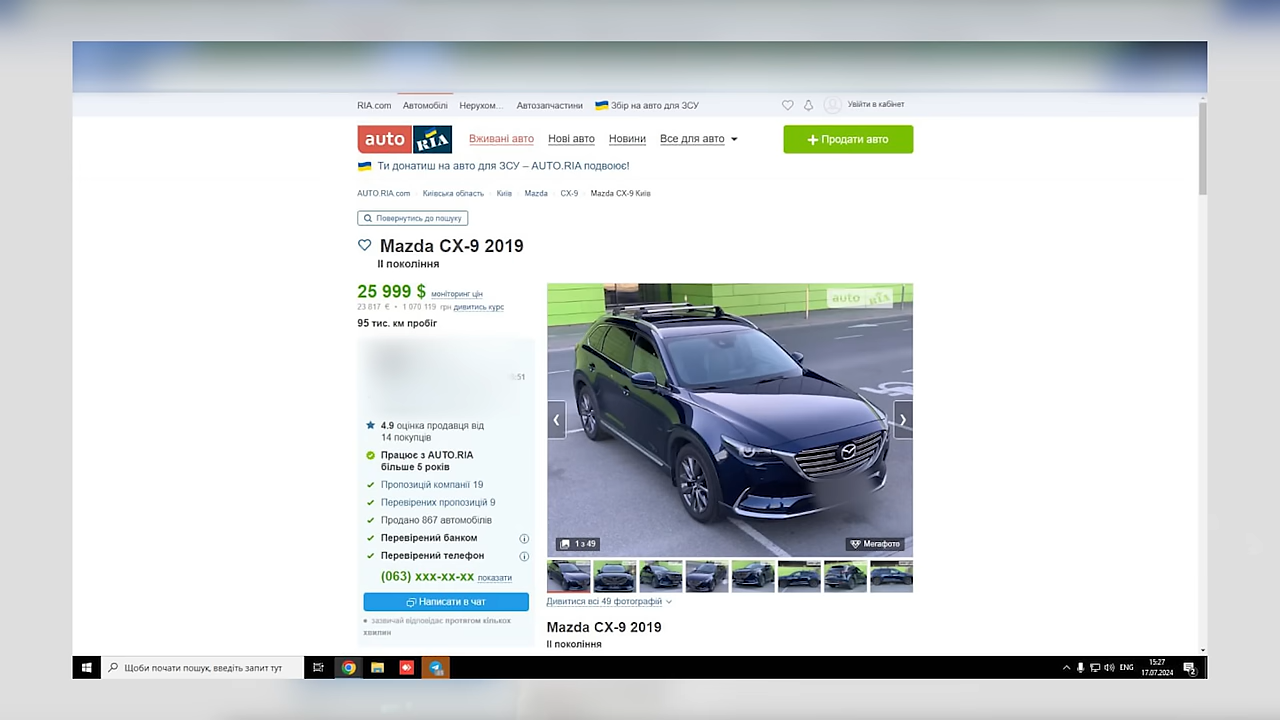 RIA.com Автомобілі Нерухом... Автозапчастини Збір на авто для ЗСУ Увійти в кабінет
auto RIA Вживані авто Нові авто Новини Все для авто + Продати авто
Ти донатиш на авто для ЗСУ – AUTO.RIA подвоює!
AUTO.RIA.com Київська область Київ Mazda CX-9 Mazda CX-9 Київ
Повернутись до пошуку
Mazda CX-9 2019
II покоління
25 999 $ моніторинг цін
23 817 € • 1 070 119 грн дивитись курс
95 тис. км пробіг
auto RIA
51
4.9 оцінка продавця від
14 покупців
Працює з AUTO.RIA
більше 5 років
Пропозицій компанії 19
Перевірених пропозицій 9
Продано 867 автомобілів
Перевірений банком
Перевірений телефон
(063) xxx-xx-xx показати
Написати в чат
зазвичай відповідає протягом кількох
хвилин
1 з 49
Мегафото
Дивитися всі 49 фотографій
Mazda CX-9 2019
II покоління
Щоби почати пошук, введіть запит тут
ENG
15:27
17.07.2024
2